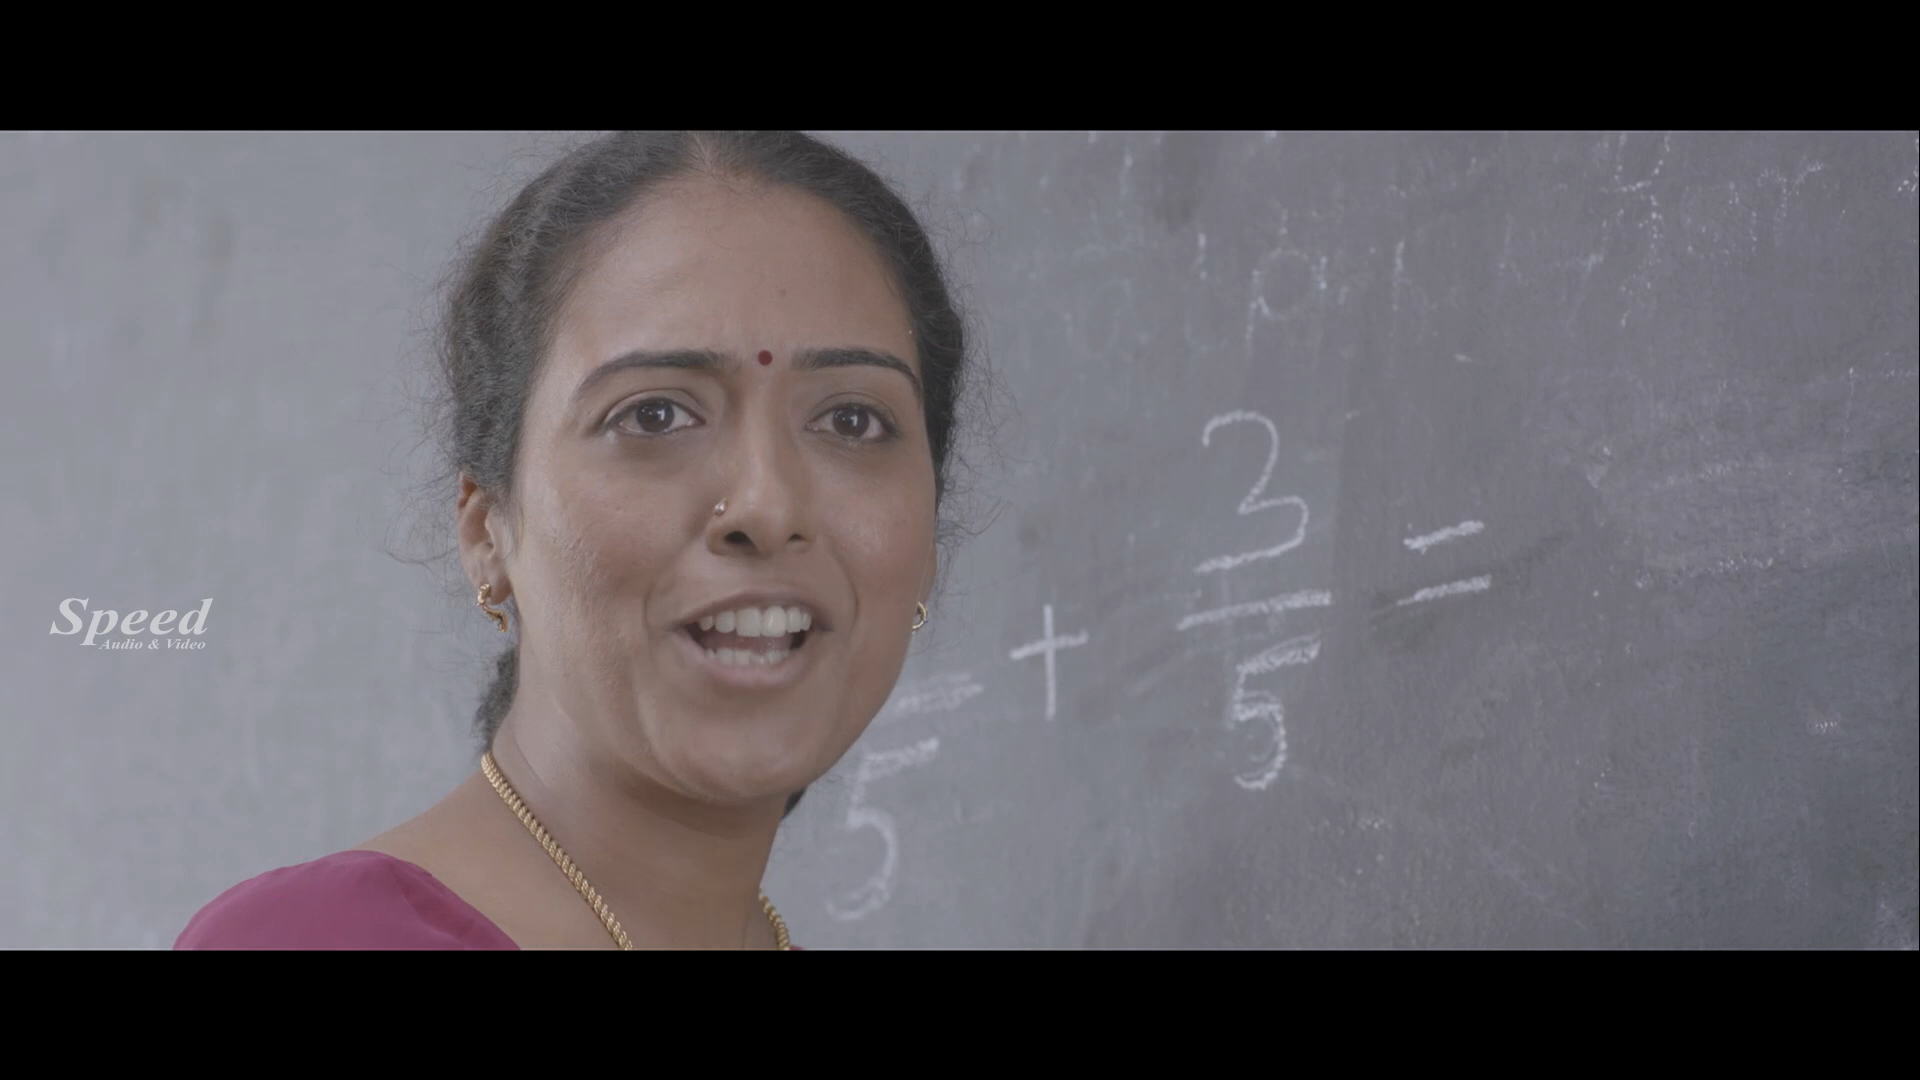 Speed
Audio & Video
3
+ — =
5 5